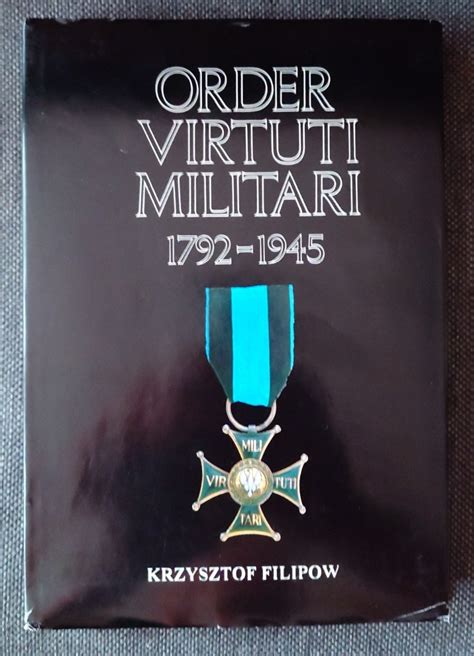 ORDER
VIRTUTI
MILITARI
1792-1945
MILI
VIR TUTI
TARI
KRZYSZTOF FILIPOW